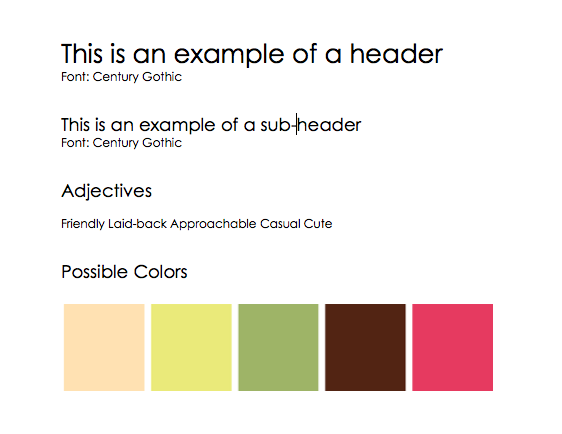 This is an example of a header
Font: Century Gothic
This is an example of a sub-header
Font: Century Gothic
Adjectives
Friendly Laid-back Approachable Casual Cute
Possible Colors